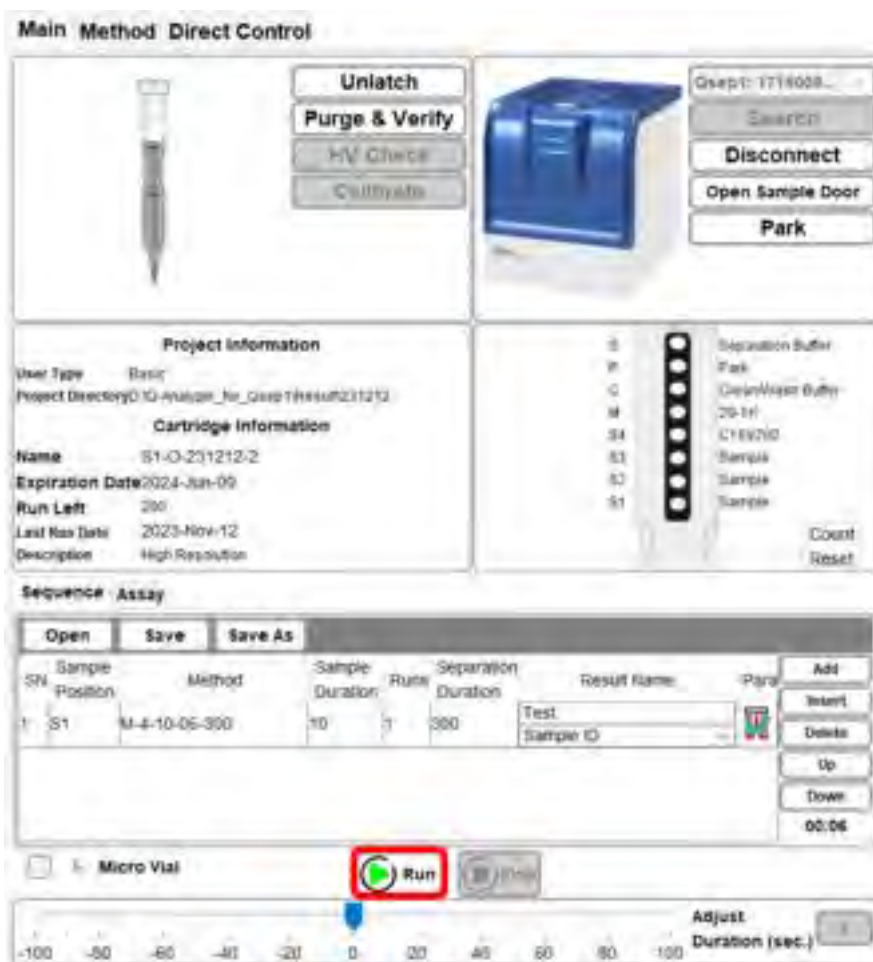 Main Method Direct Control
Unlatch
Purge & Verify
HV Check
Calibrate
Search
Disconnect
Open Sample Door
Park
Project Information
User Type Basic
Project Directory
Cartridge Information
Name S1-O-231212-2
Expiration Date 2024-Jun-09
Run Left
Last Run Date 2023-Nov-12
Description High Resolution
S Separation Buffer
P Park
C Clean/Water Buffer
M
S4
S3 Sample
S2 Sample
S1 Sample
Count
Reset
Sequence Assay
Open Save Save As
SN Sample Position Method Sample Duration Runs Separation Duration Result Name Para
1 S1 M-4-10-06-300 10 1 300 Test
Sample ID
Add
Insert
Delete
Up
Down
00:06
Micro Vial
Run
Stop
-100 -80 -60 -40 -20 0 20 40 60 80 100
Adjust
Duration (sec.)